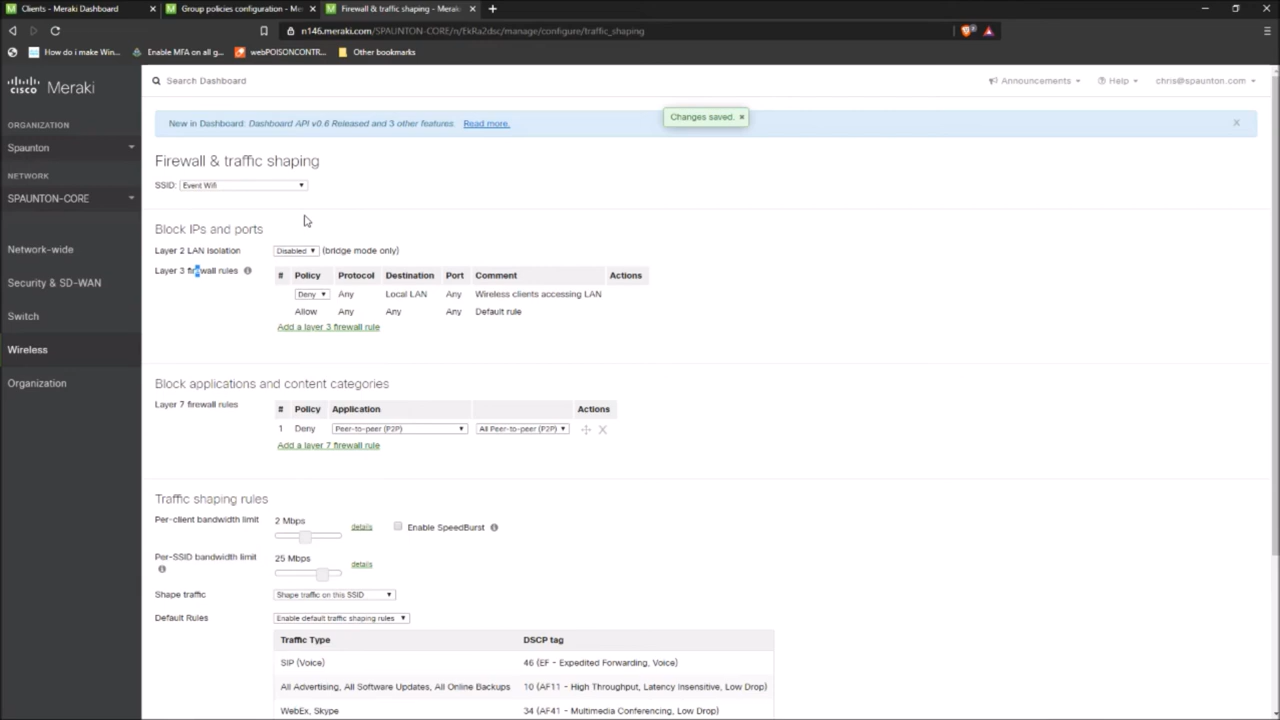 Clients - Meraki Dashboard
Group policies configuration - Me
Firewall & traffic shaping - Merak
n146.meraki.com/SPAUNTON-CORE/n/EkRa2dsc/manage/configure/traffic_shaping
How do i make Win...
Enable MFA on all g...
webPOISONCONTR...
Other bookmarks
cisco Meraki
Search Dashboard
Announcements
Help
chris@spaunton.com
ORGANIZATION
Spaunton
NETWORK
SPAUNTON-CORE
Network-wide
Security & SD-WAN
Switch
Wireless
Organization
New in Dashboard: Dashboard API v0.6 Released and 3 other features. Read more.
Changes saved. ×
Firewall & traffic shaping
SSID: Event Wifi
Block IPs and ports
Layer 2 LAN isolation Disabled (bridge mode only)
Layer 3 firewall rules
# Policy Protocol Destination Port Comment Actions
Deny Any Local LAN Any Wireless clients accessing LAN
Allow Any Any Any Default rule
Add a layer 3 firewall rule
Block applications and content categories
Layer 7 firewall rules
# Policy Application Actions
1 Deny Peer-to-peer (P2P) All Peer-to-peer (P2P)
Add a layer 7 firewall rule
Traffic shaping rules
Per-client bandwidth limit 2 Mbps details Enable SpeedBurst
Per-SSID bandwidth limit 25 Mbps details
Shape traffic Shape traffic on this SSID
Default Rules Enable default traffic shaping rules
Traffic Type DSCP tag
SIP (Voice) 46 (EF - Expedited Forwarding, Voice)
All Advertising, All Software Updates, All Online Backups 10 (AF11 - High Throughput, Latency Insensitive, Low Drop)
WebEx, Skype 34 (AF41 - Multimedia Conferencing, Low Drop)